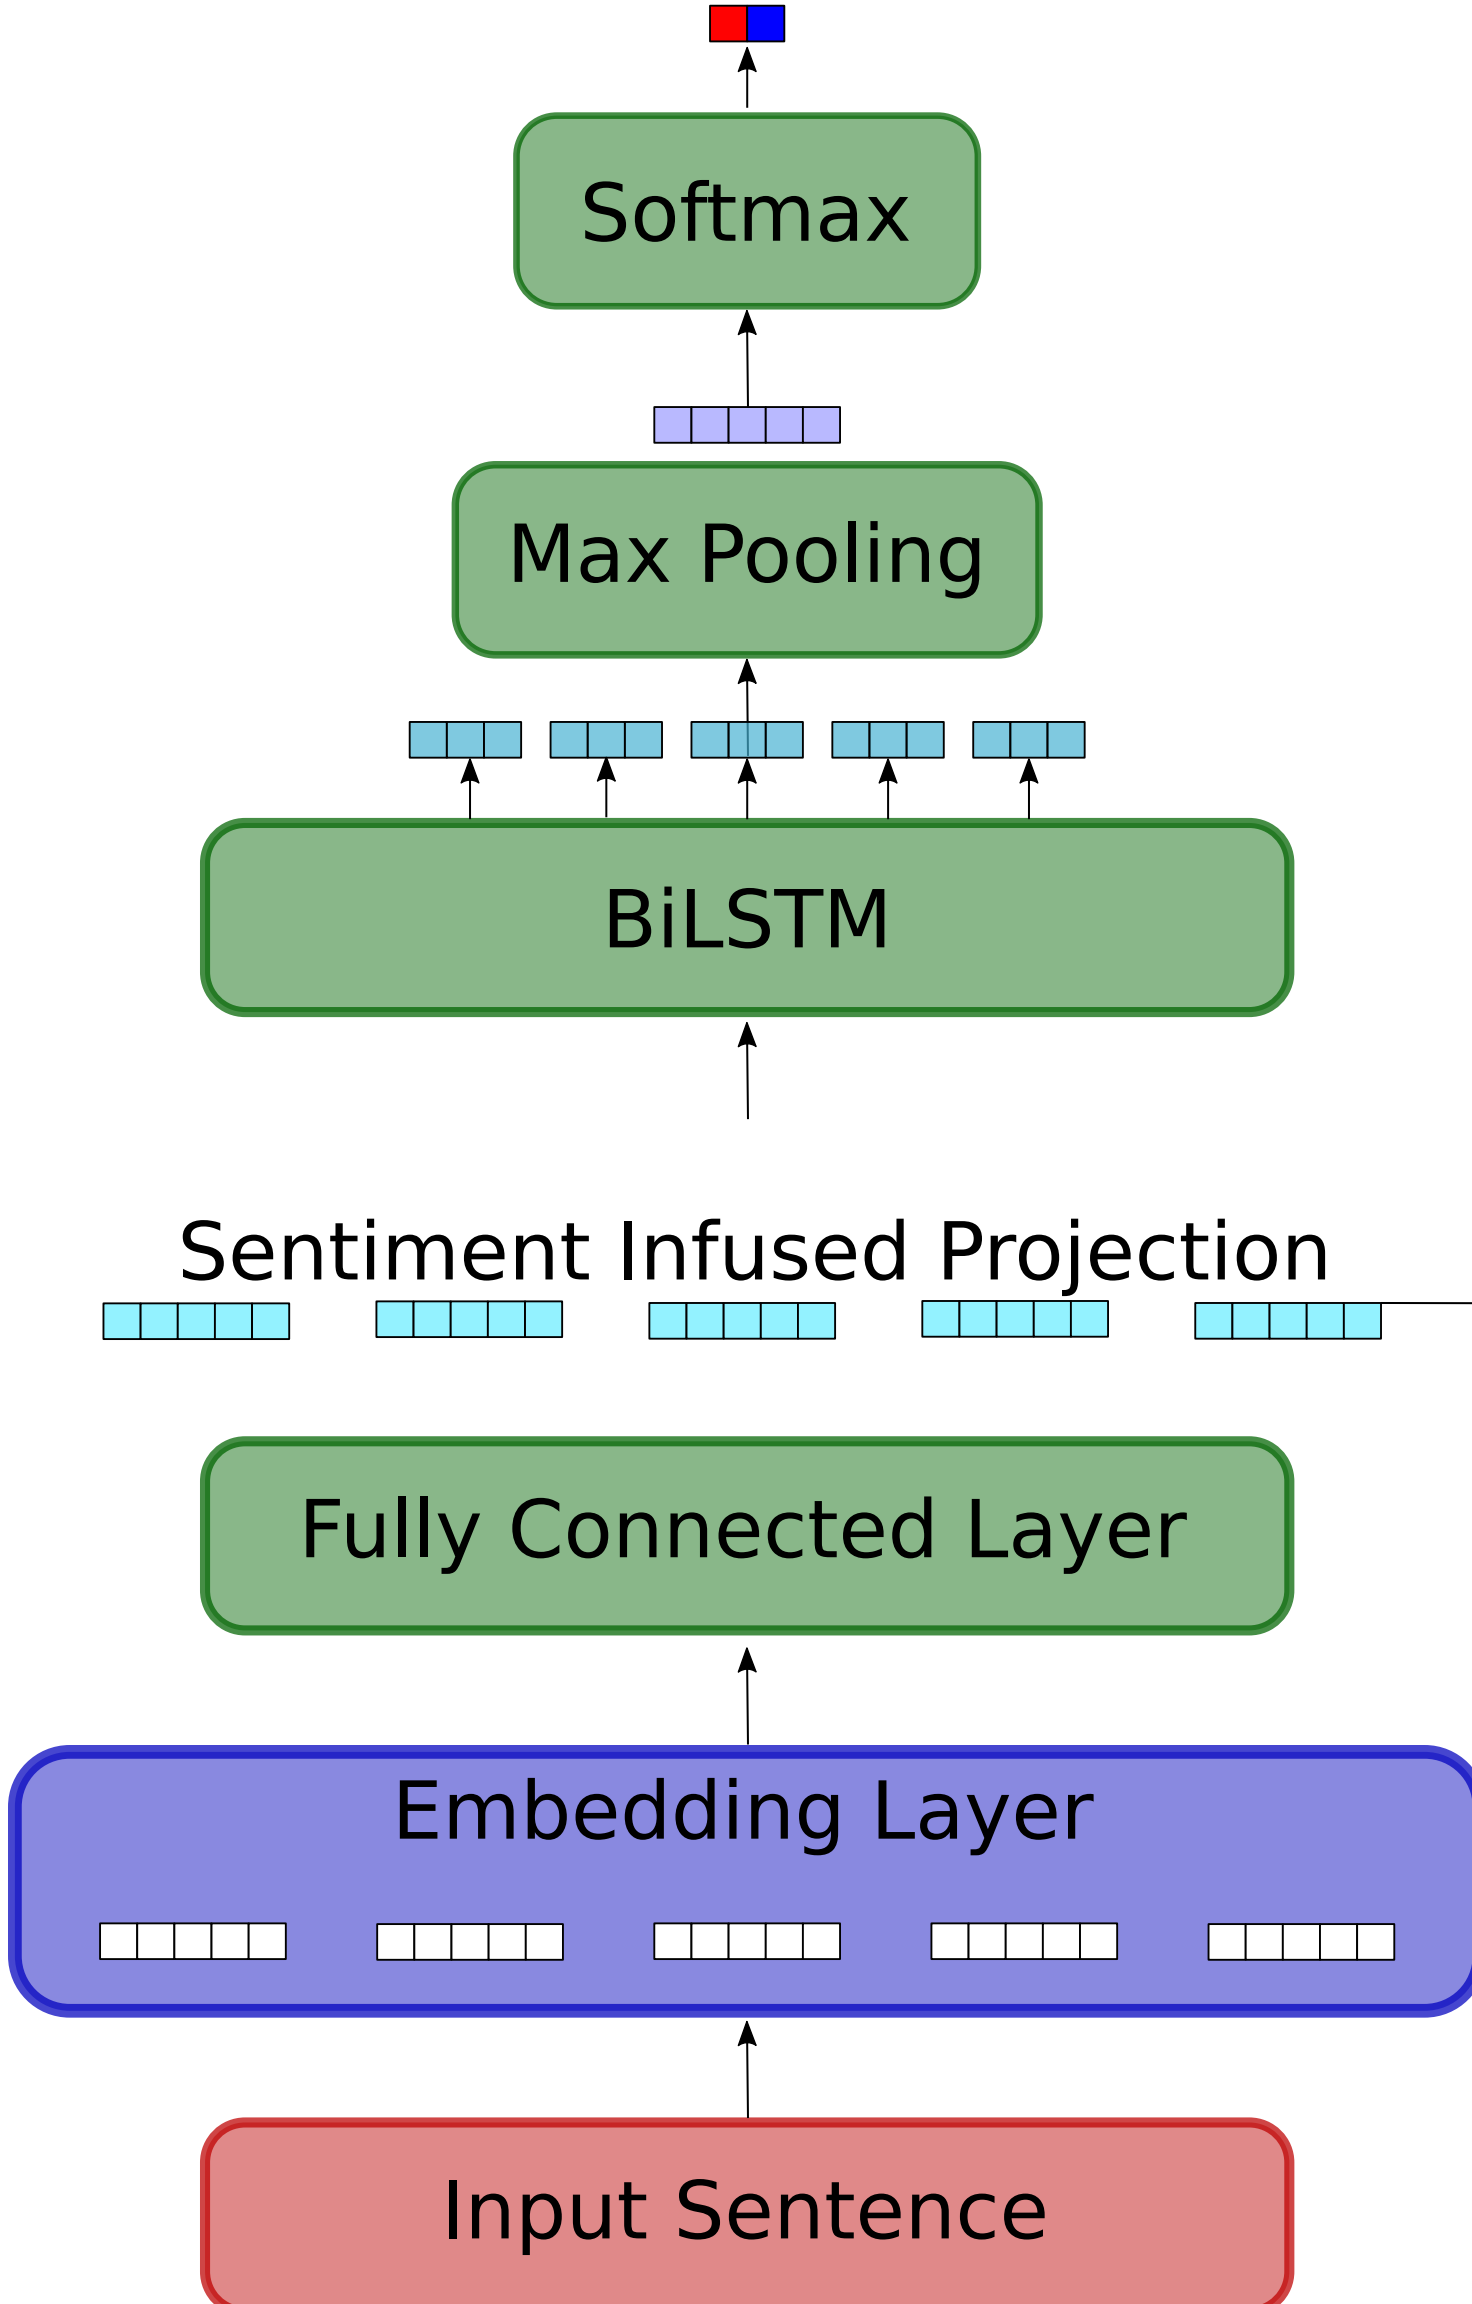 Softmax
Max Pooling
BiLSTM
Sentiment Infused Projection
Fully Connected Layer
Embedding Layer
Input Sentence